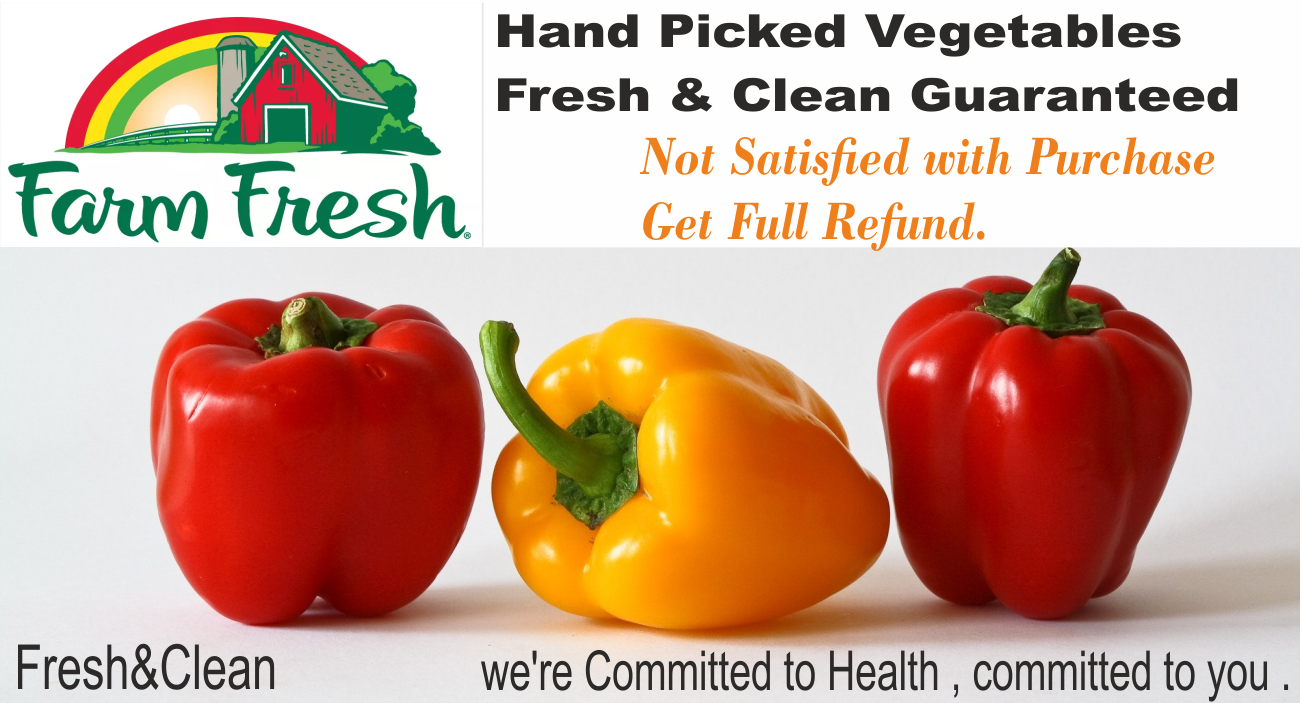 Farm Fresh®
Hand Picked Vegetables
Fresh & Clean Guaranteed
Not Satisfied with Purchase
Get Full Refund.
Fresh&Clean
we're Committed to Health , committed to you .